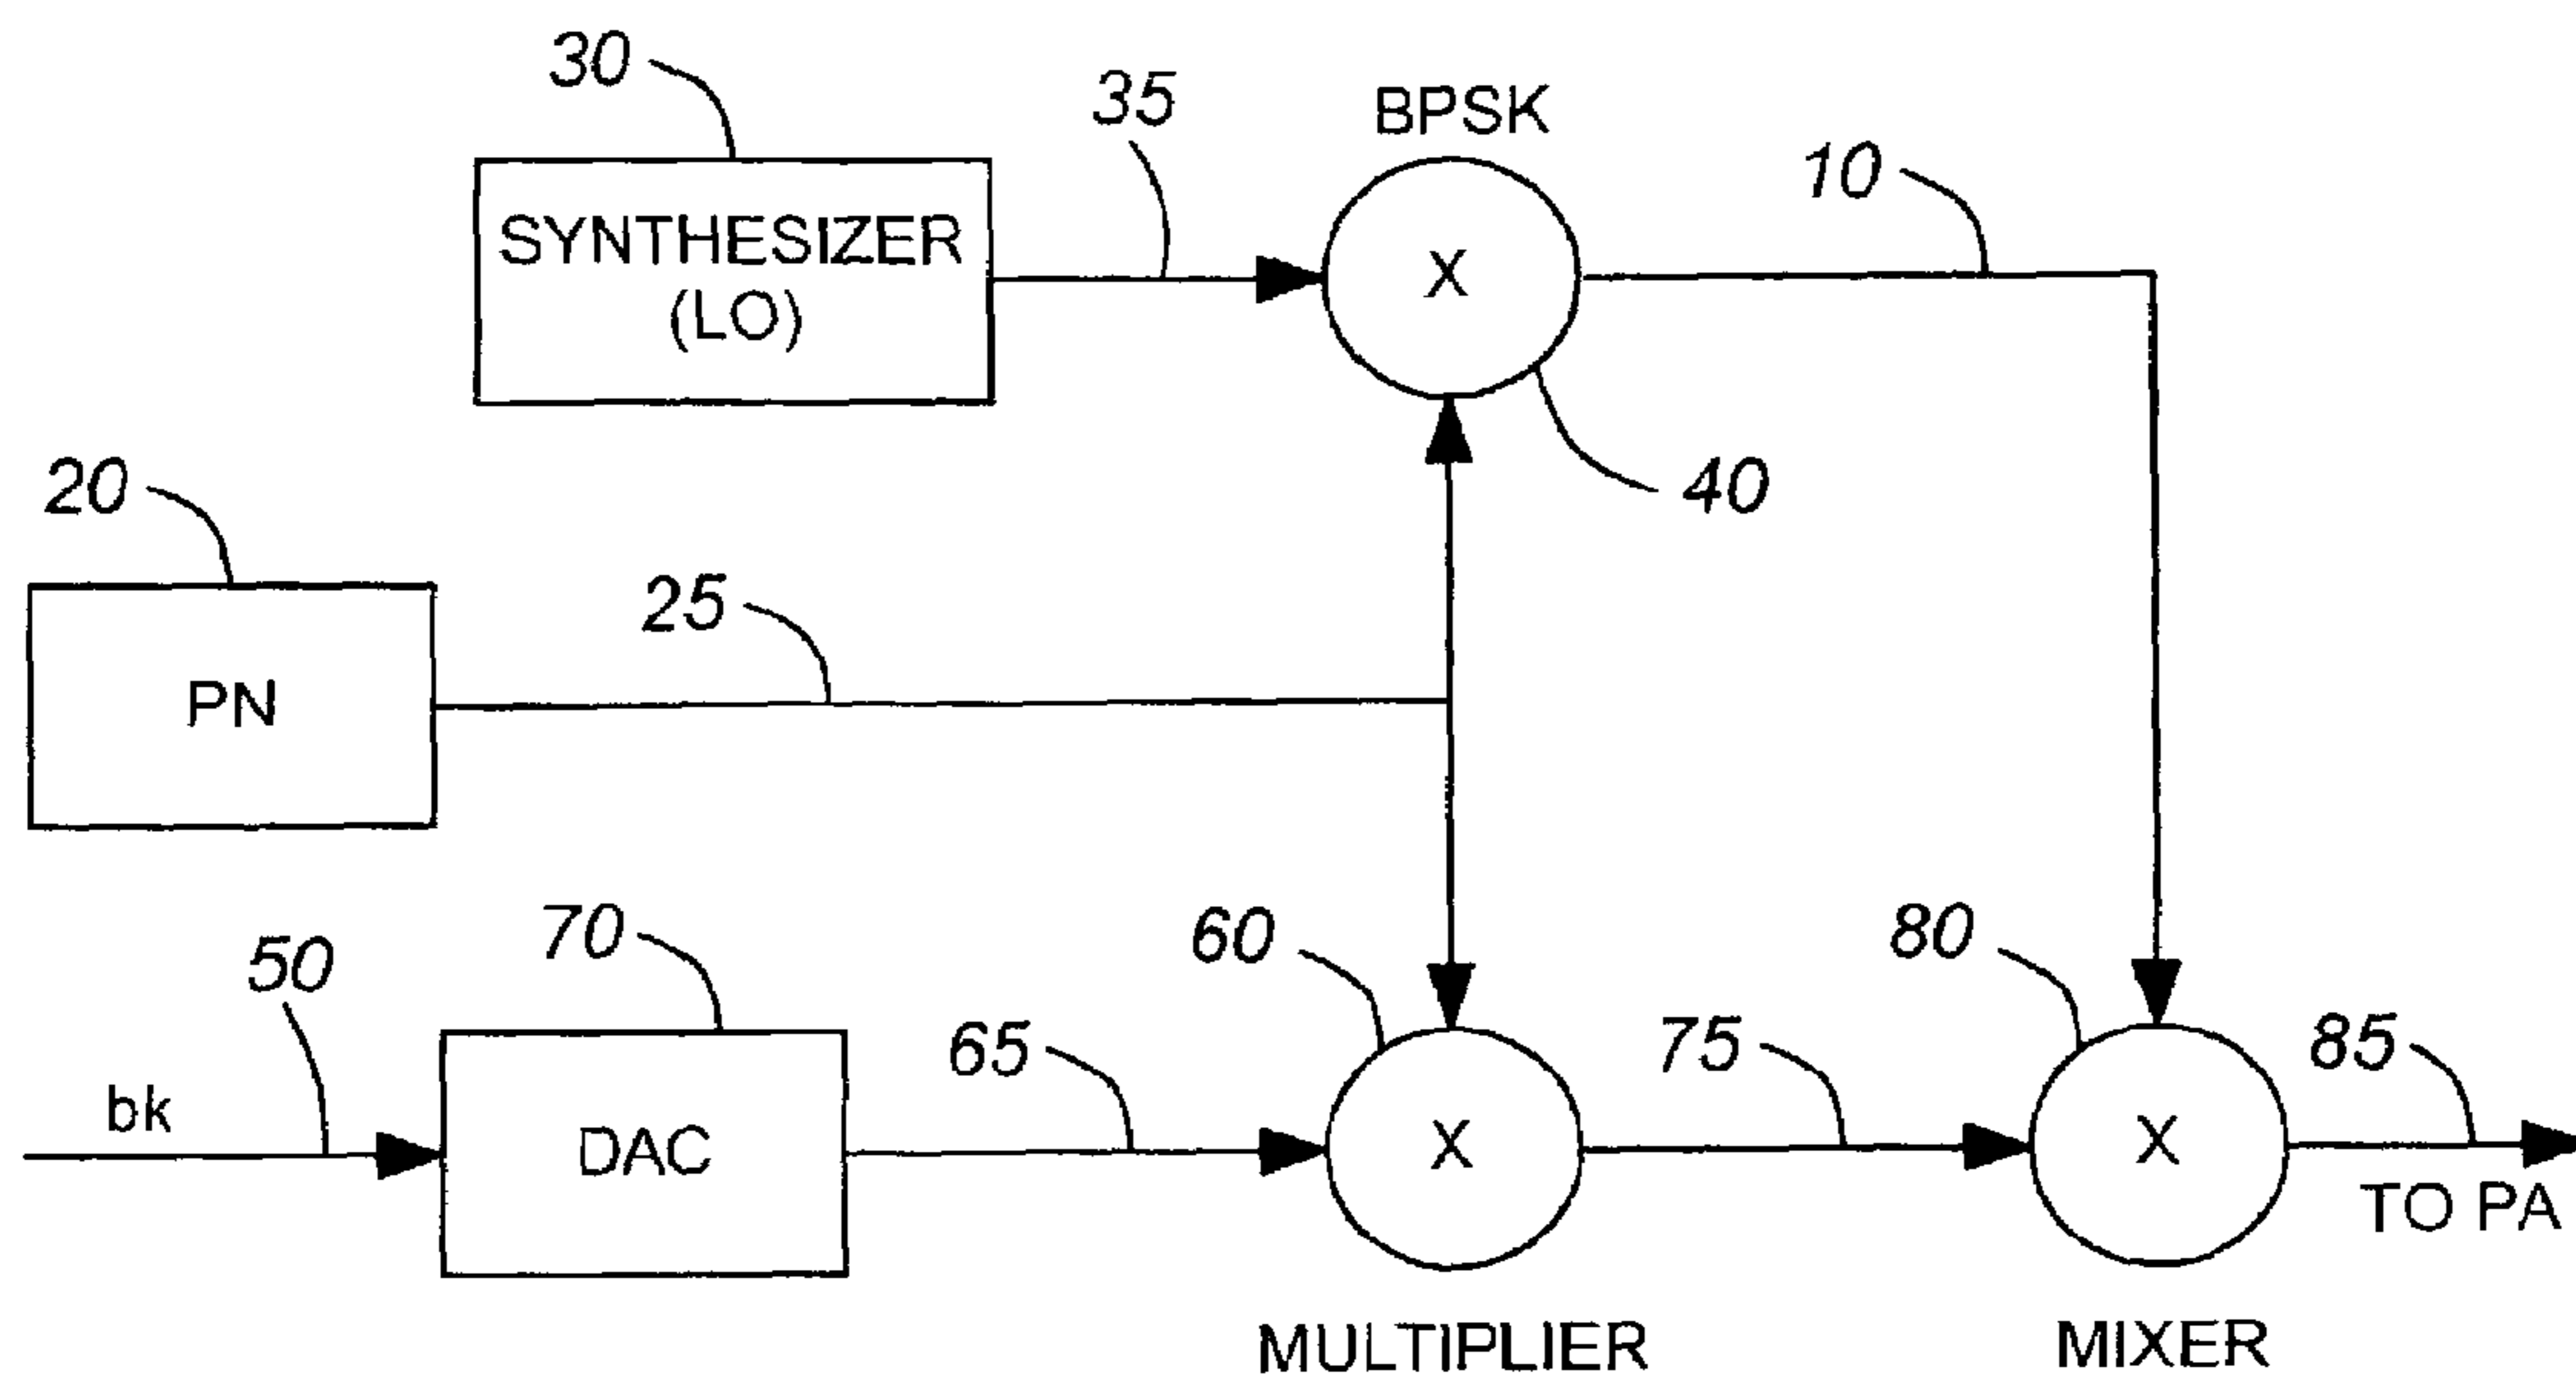 30
35
BPSK
10
SYNTHESIZER
(LO)
X
40
20
25
PN
50
70
60
80
bk
DAC
65
X
75
X
85
TO PA
MULTIPLIER
MIXER